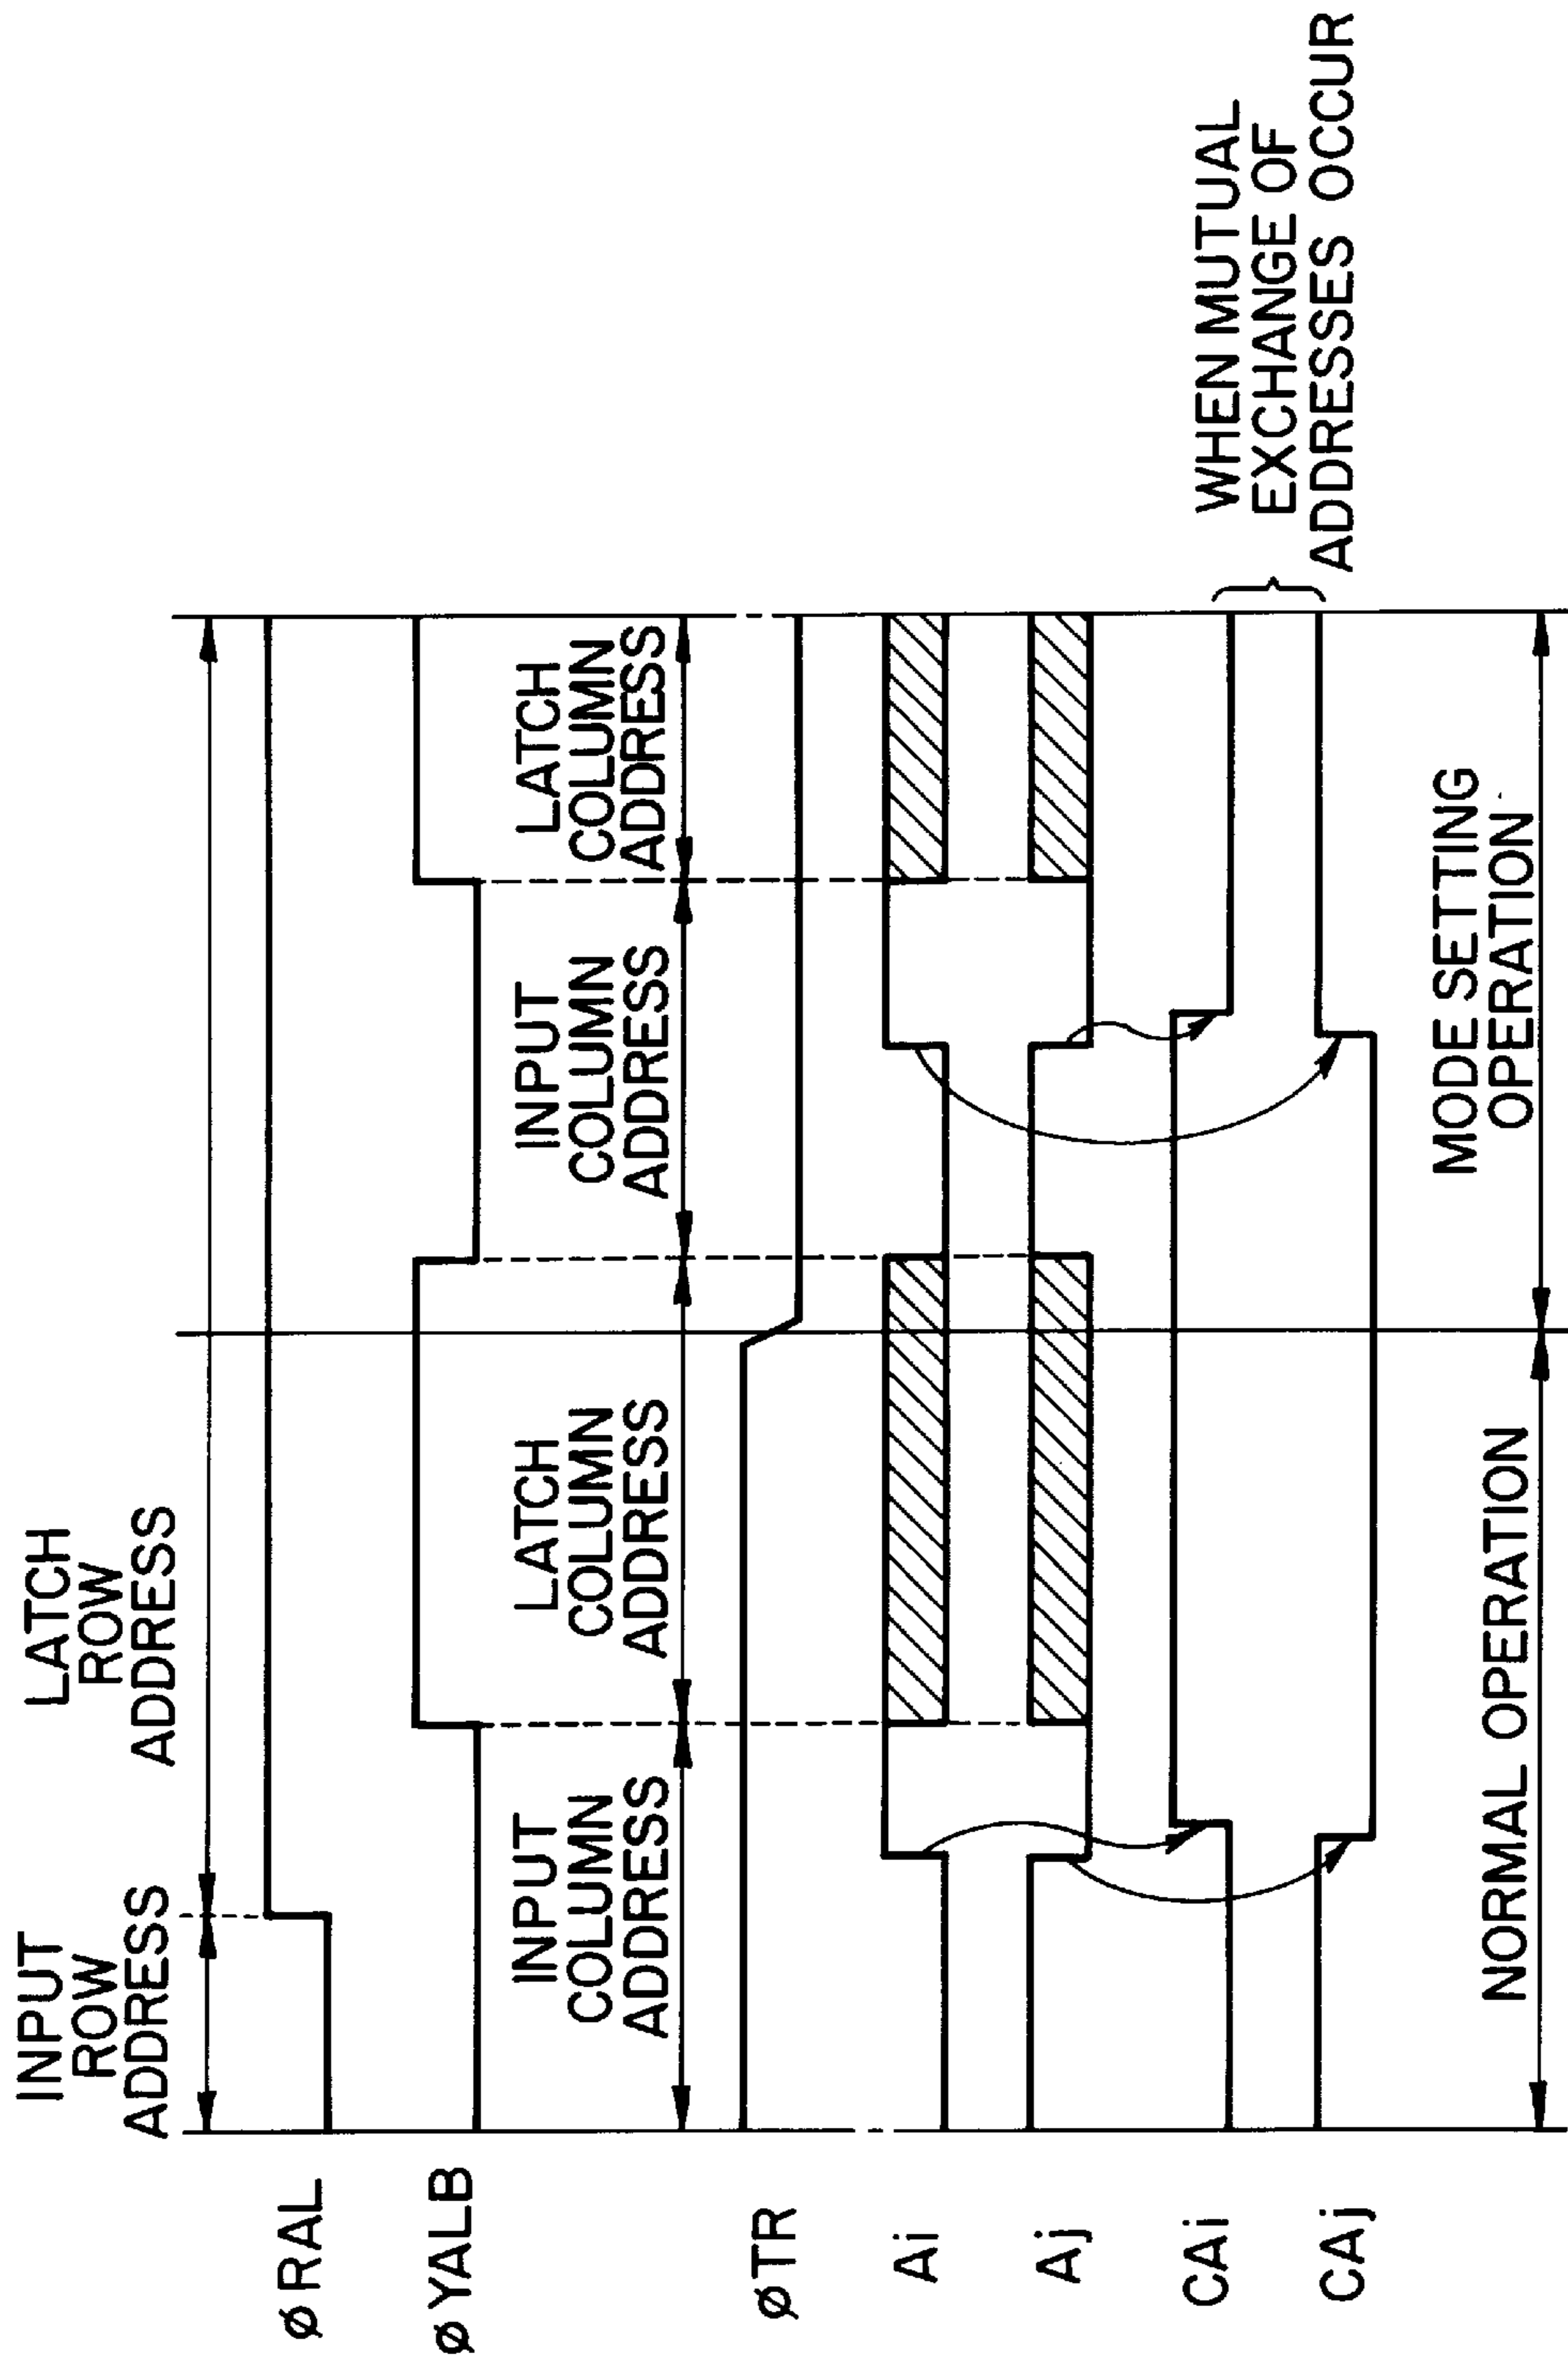 INPUT
ROW
ADDRESS
LATCH
ROW
ADDRESS
ØRAL
ØYALB
INPUT
COLUMN
ADDRESS
LATCH
COLUMN
ADDRESS
INPUT
COLUMN
ADDRESS
LATCH
COLUMN
ADDRESS
ØTR
Ai
Aj
CAi
CAj
WHEN MUTUAL
EXCHANGE OF
ADDRESSES OCCUR
NORMAL OPERATION
MODE SETTING
OPERATION